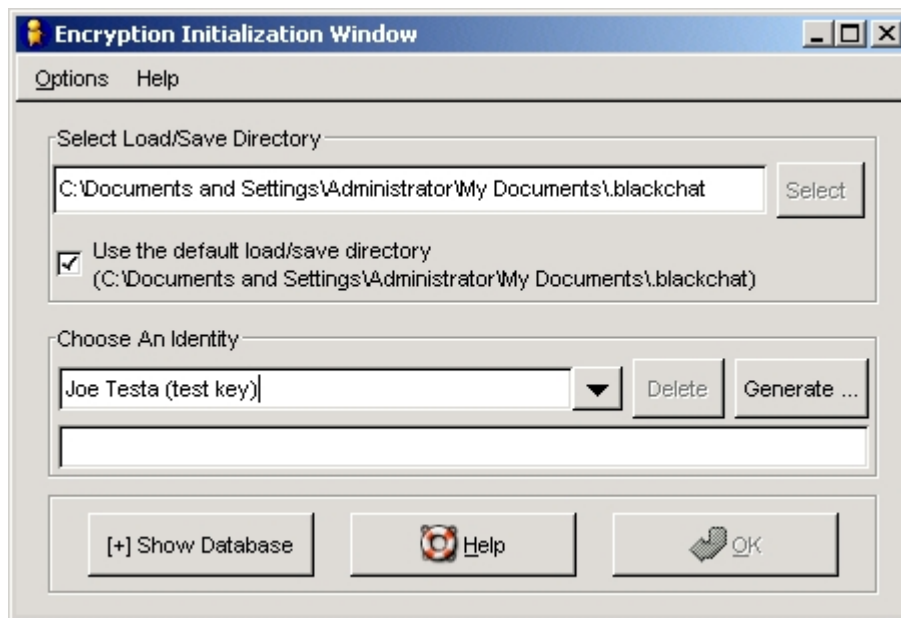 Encryption Initialization Window
Options Help
Select Load/Save Directory
C:\Documents and Settings\Administrator\My Documents\.blackchat
Select
Use the default load/save directory
(C:\Documents and Settings\Administrator\My Documents\.blackchat)
Choose An Identity
Joe Testa (test key)
Delete
Generate ...
[+] Show Database
Help
OK